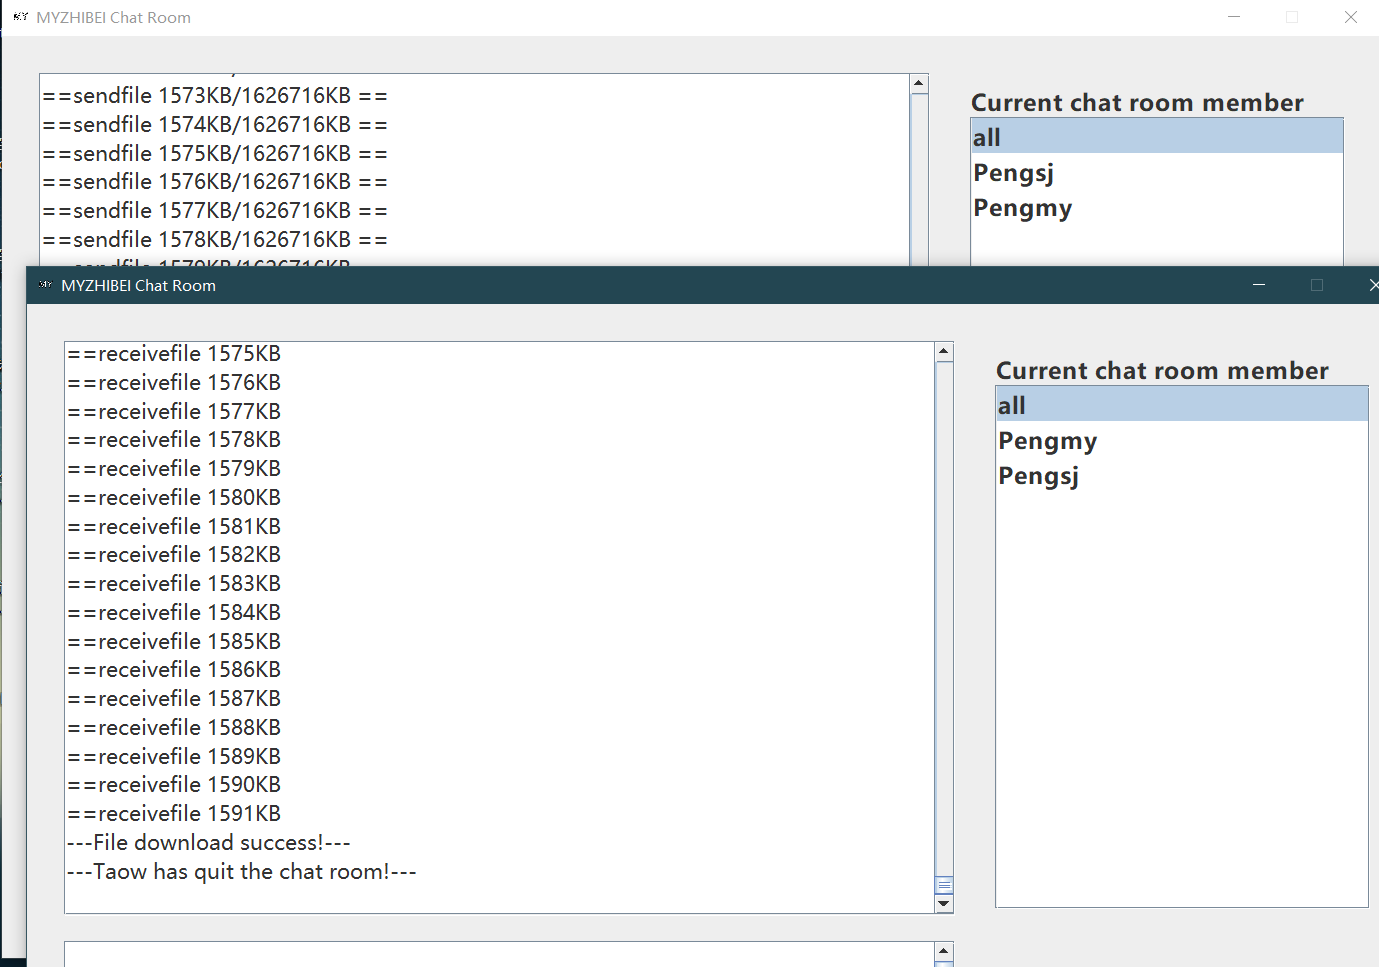 MYZHIBEI Chat Room
==sendfile 1573KB/1626716KB ==
==sendfile 1574KB/1626716KB ==
==sendfile 1575KB/1626716KB ==
==sendfile 1576KB/1626716KB ==
==sendfile 1577KB/1626716KB ==
==sendfile 1578KB/1626716KB ==
Current chat room member
all
Pengsj
Pengmy
MYZHIBEI Chat Room
==receivefile 1575KB
==receivefile 1576KB
==receivefile 1577KB
==receivefile 1578KB
==receivefile 1579KB
==receivefile 1580KB
==receivefile 1581KB
==receivefile 1582KB
==receivefile 1583KB
==receivefile 1584KB
==receivefile 1585KB
==receivefile 1586KB
==receivefile 1587KB
==receivefile 1588KB
==receivefile 1589KB
==receivefile 1590KB
==receivefile 1591KB
---File download success!---
---Taow has quit the chat room!---
Current chat room member
all
Pengmy
Pengsj